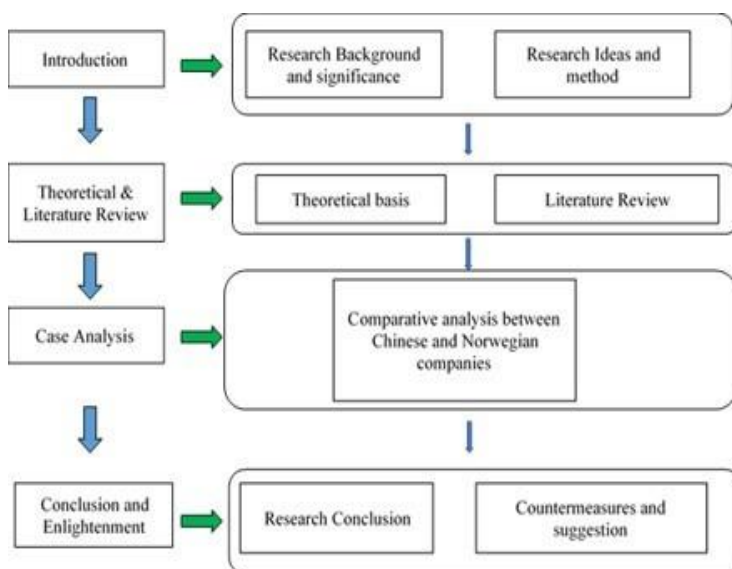 Introduction
Research Background
and significance
Research Ideas and
method
Theoretical &
Literature Review
Theoretical basis
Literature Review
Case Analysis
Comparative analysis between
Chinese and Norwegian
companies
Conclusion and
Enlightenment
Research Conclusion
Countermeasures and
suggestion